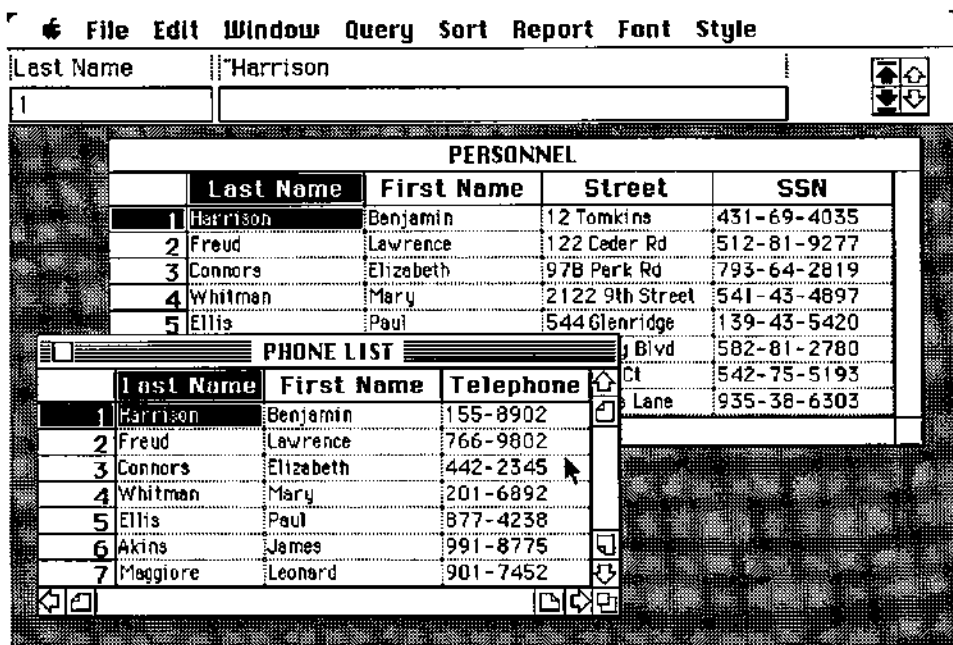 File Edit Window Query Sort Report Font Style
Last Name "Harrison
1
PERSONNEL
Last Name First Name Street SSN
1 Harrison Benjamin 12 Tomkins 431-69-4035
2 Freud Lawrence 122 Ceder Rd 512-81-9277
3 Connors Elizabeth 97B Park Rd 793-64-2819
4 Whitman Mary 2122 9th Street 541-43-4897
5 Ellis Paul 544 Glenridge 139-43-5420
Blvd 582-81-2780
Ct 542-75-5193
Lane 935-38-6303
PHONE LIST
Last Name First Name Telephone
1 Harrison Benjamin 155-8902
2 Freud Lawrence 766-9802
3 Connors Elizabeth 442-2345
4 Whitman Mary 201-6892
5 Ellis Paul 877-4238
6 Akins James 991-8775
7 Maggiore Leonard 901-7452